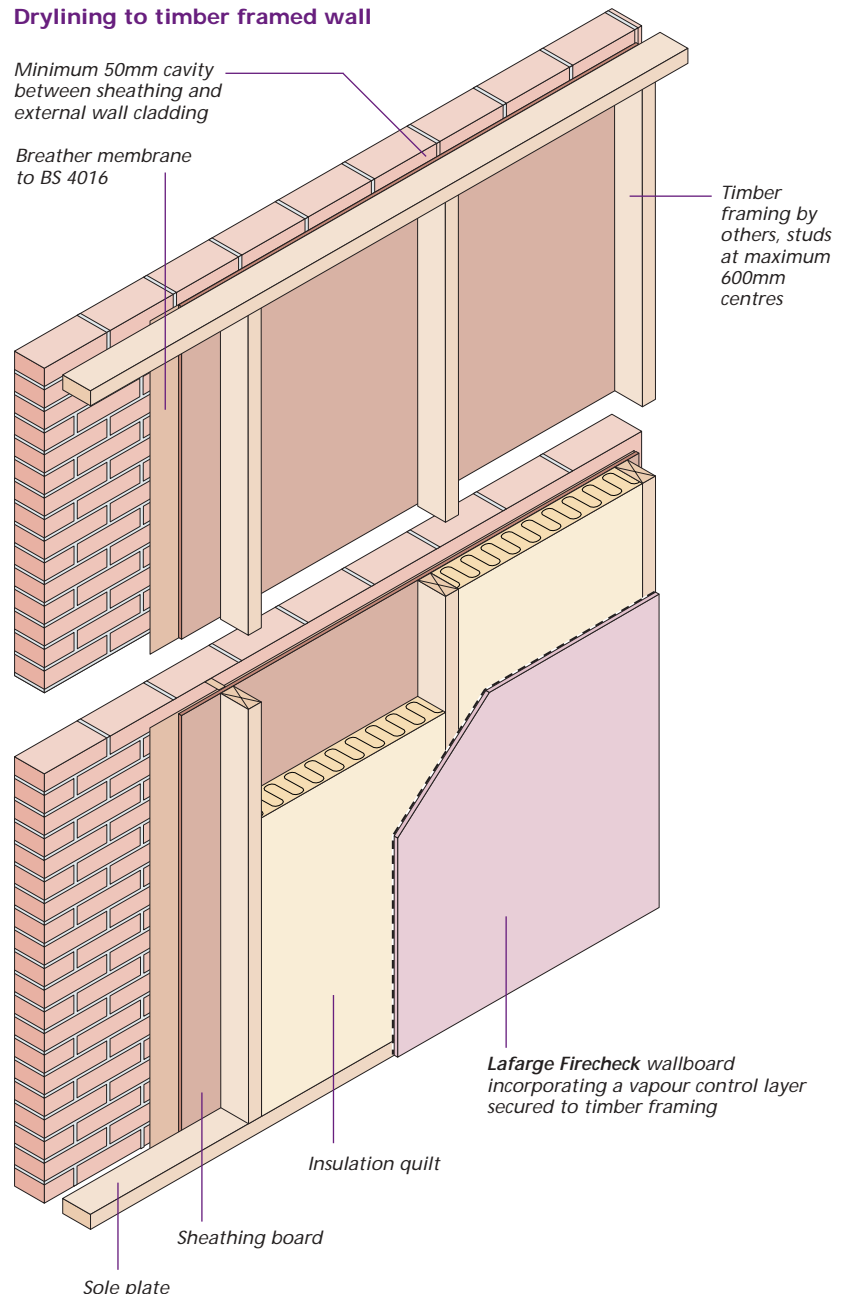 Drylining to timber framed wall
Minimum 50mm cavity
between sheathing and
external wall cladding
Breather membrane
to BS 4016
Timber
framing by
others, studs
at maximum
600mm
centres
Lafarge Firecheck wallboard
incorporating a vapour control layer
secured to timber framing
Insulation quilt
Sheathing board
Sole plate